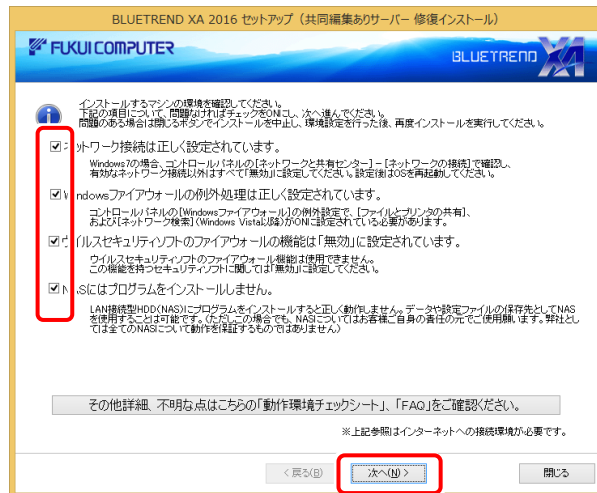 BLUETREND XA 2016 セットアップ（共同編集ありサーバー 修復インストール）
FUKUI COMPUTER
BLUETREND XA
インストールするマシンの環境を確認してください。
下記の項目について、問題なければチェックをONにし、次へ進んでください。
問題のある場合は閉じるボタンでインストールを中止し、環境設定を行った後、再度インストールを実行してください。
ネットワーク接続は正しく設定されています。
Windows7の場合、コントロールパネルの[ネットワークと共有センター]－[ネットワークの接続]で確認し、
有効なネットワーク接続以外はすべて「無効」に設定してください。設定後はOSを再起動してください。
Windowsファイアウォールの例外処理は正しく設定されています。
コントロールパネルの[Windowsファイアウォール]の例外設定で、[ファイルとプリンタの共有]、
および[ネットワーク検索](Windows Vista以降)がONに設定されている必要があります。
ウイルスセキュリティソフトのファイアウォールの機能は「無効」に設定されています。
ウイルスセキュリティソフトのファイアウォール機能は使用できません。
この機能を持つセキュリティソフトに関しては「無効」に設定してください。
NASにはプログラムをインストールしません。
LAN接続型HDD(NAS)にプログラムをインストールすると正しく動作しません。データや設定ファイルの保存先としてNAS
を使用することは可能です。(ただしこの場合でも、NASについてはお客様ご自身の責任の元でご使用願います。弊社とし
ては全てのNASについて動作を保証するものではありません)
その他詳細、不明な点はこちらの「動作環境チェックシート」、「FAQ」をご確認ください。
※上記参照はインターネットへの接続環境が必要です。
< 戻る(B)
次へ(N) >
閉じる